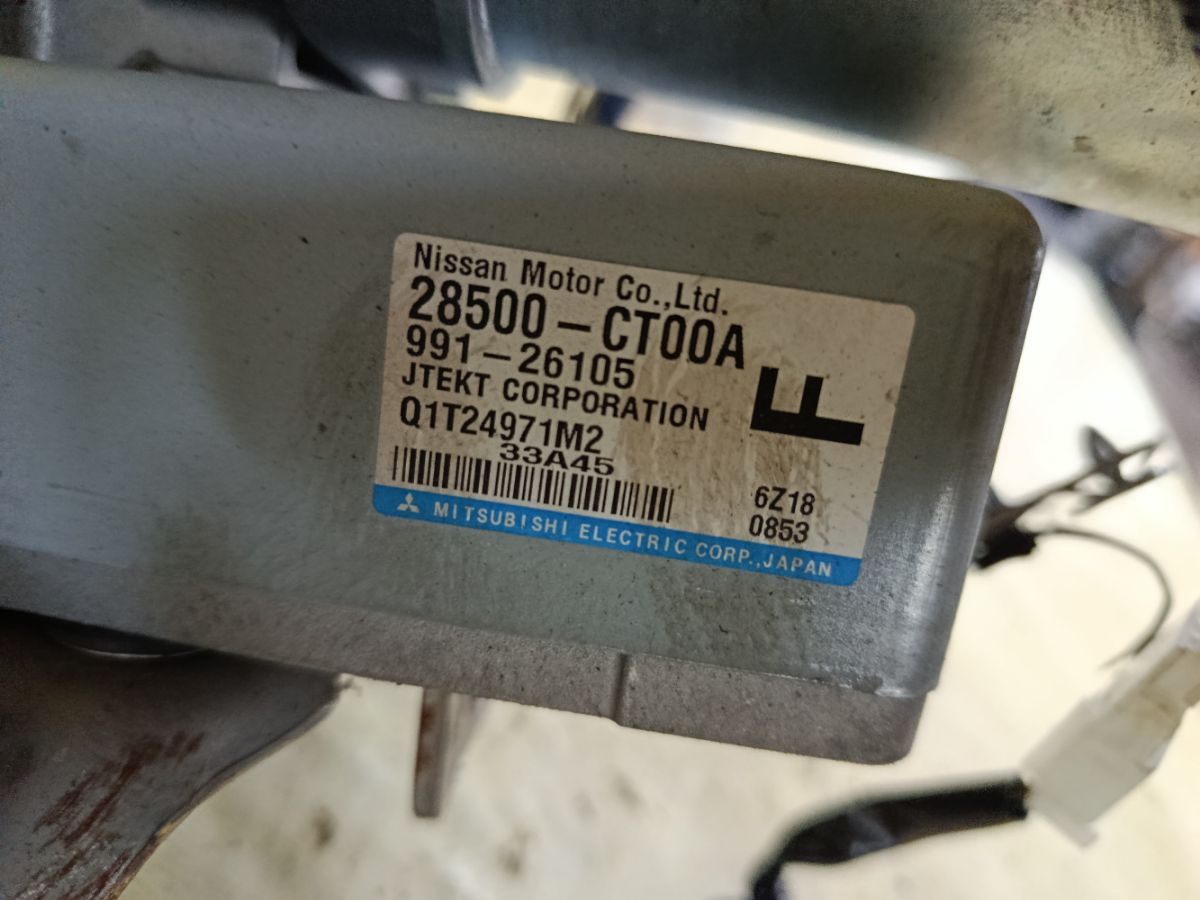 Nissan Motor Co.,Ltd.
28500-CT00A
991-26105
JTEKT CORPORATION
Q1T24971M2
33A45
F
6Z18
0853
MITSUBISHI ELECTRIC CORP.,JAPAN